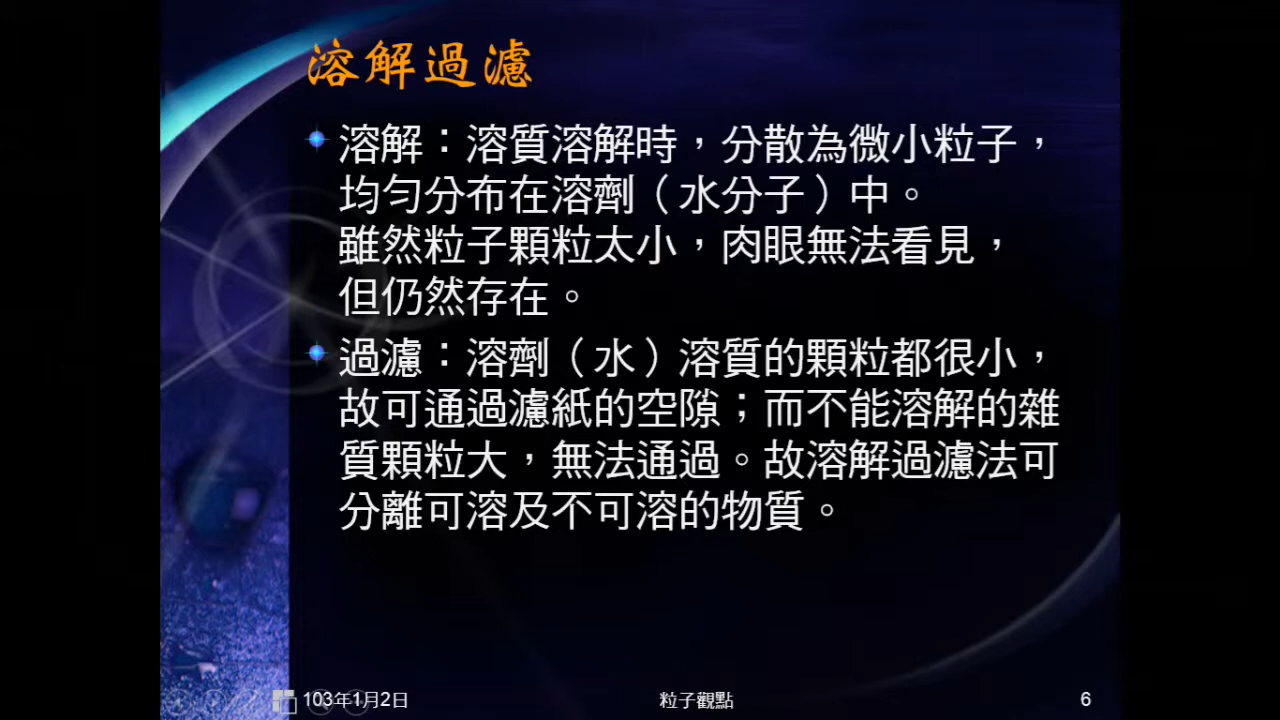 溶解過濾
溶解：溶質溶解時，分散為微小粒子，
均勻分布在溶劑（水分子）中。
雖然粒子顆粒太小，肉眼無法看見，
但仍然存在。
過濾：溶劑（水）溶質的顆粒都很小，
故可通過濾紙的空隙；而不能溶解的雜
質顆粒大，無法通過。故溶解過濾法可
分離可溶及不可溶的物質。
103年1月2日
粒子觀點
6